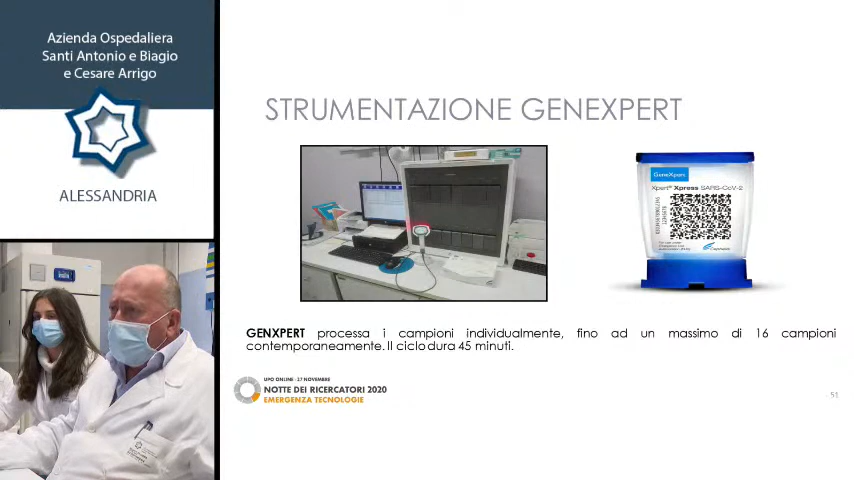 Azienda Ospedaliera
Santi Antonio e Biagio
e Cesare Arrigo
ALESSANDRIA
STRUMENTAZIONE GENEXPERT
GeneXpert
Xpert® Xpress SARS-CoV-2
GENXPERT processa i campioni individualmente, fino ad un massimo di 16 campioni
contemporaneamente. Il ciclo dura 45 minuti.
UPO ONLINE · 27 NOVEMBRE
NOTTE DEI RICERCATORI 2020
EMERGENZA TECNOLOGIE
51